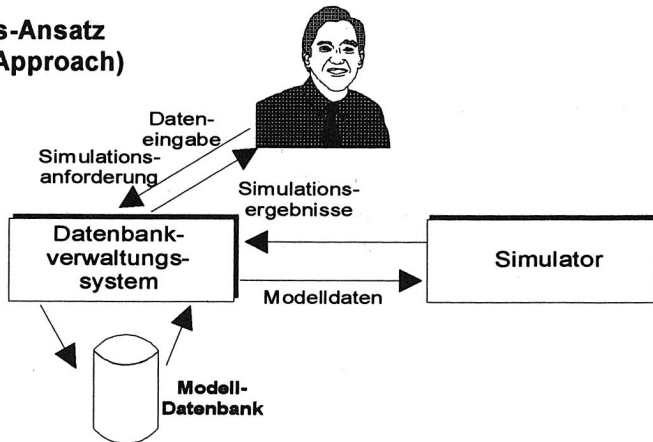 s-Ansatz
Approach)
Daten-
eingabe
Simulations-
anforderung
Simulations-
ergebnisse
Datenbank-
verwaltungs-
system
Simulator
Modelldaten
Modell-
Datenbank